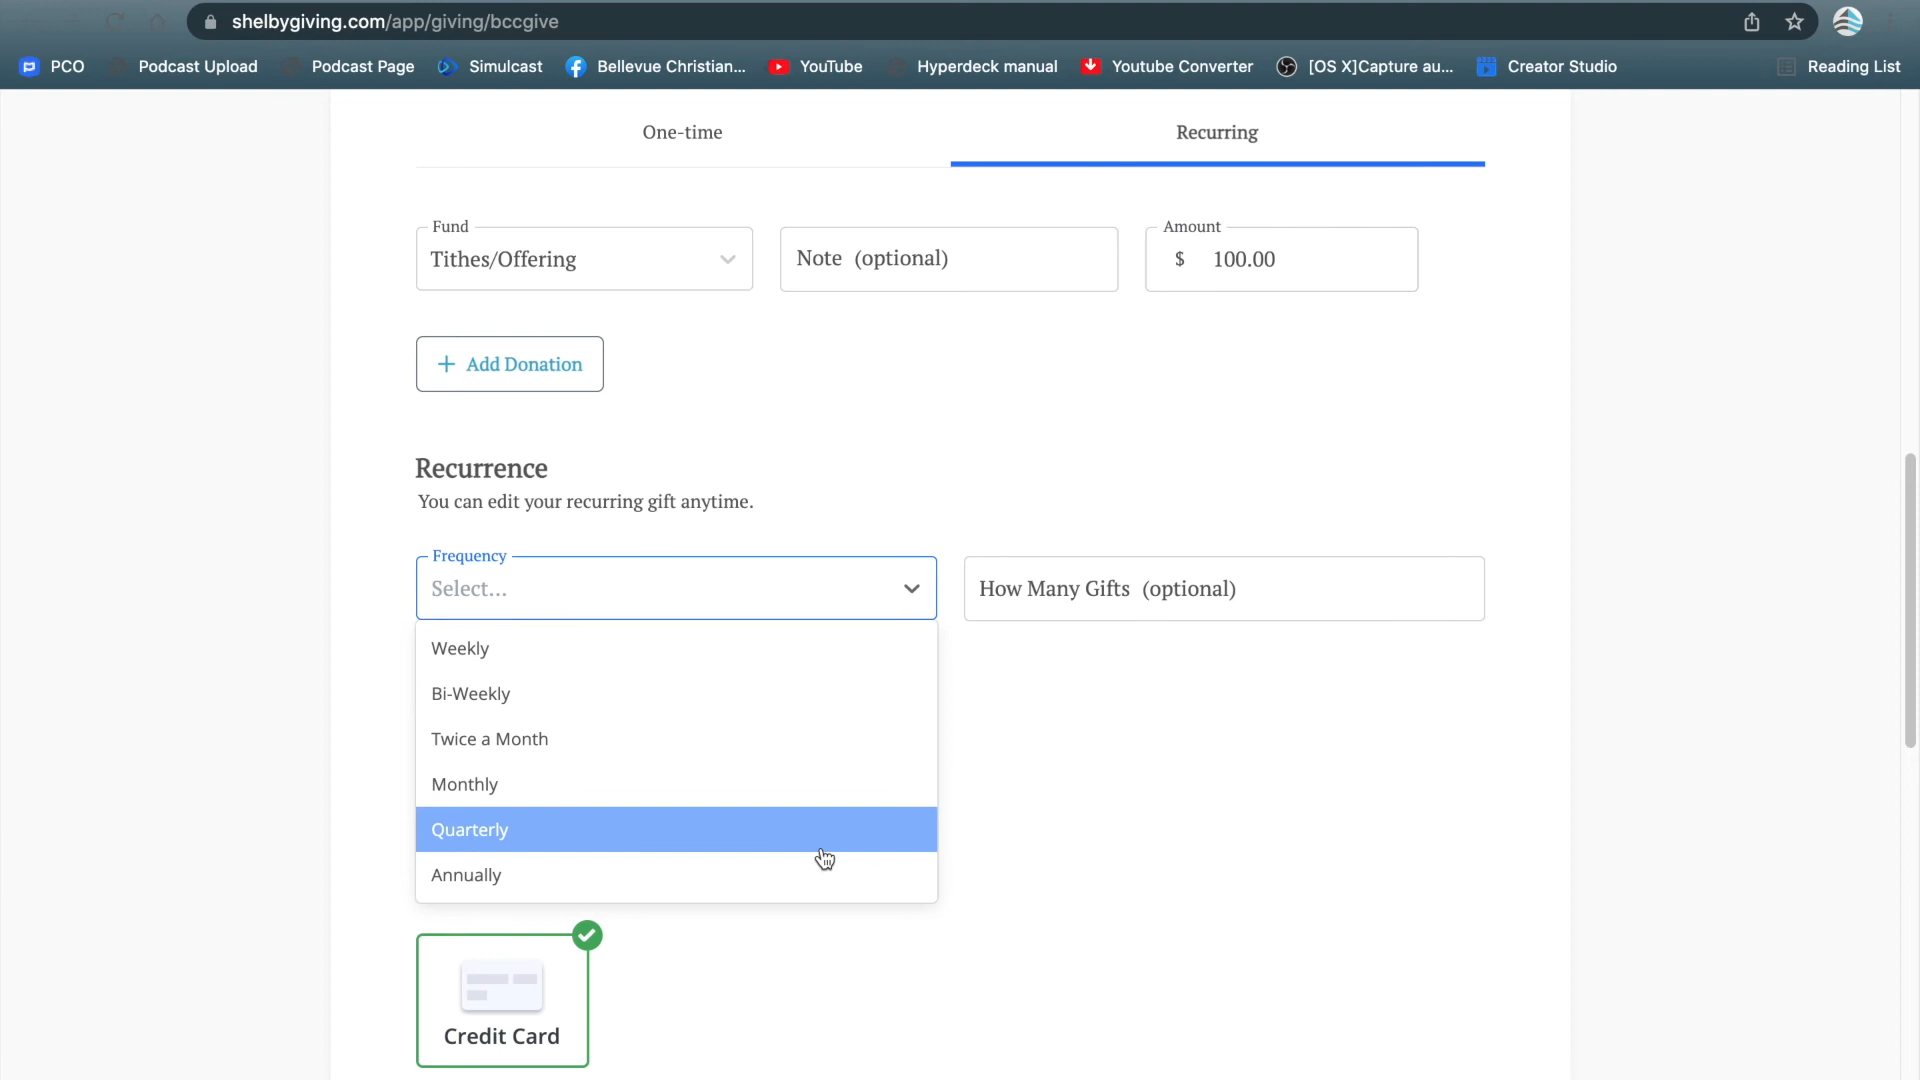 shelbygiving.com/app/giving/bccgive
PCO Podcast Upload Podcast Page Simulcast Bellevue Christian... YouTube Hyperdeck manual Youtube Converter [OS X]Capture au... Creator Studio Reading List
One-time Recurring
Fund Amount
Tithes/Offering Note (optional) $ 100.00
+ Add Donation
Recurrence
You can edit your recurring gift anytime.
Frequency
Select... How Many Gifts (optional)
Weekly
Bi-Weekly
Twice a Month
Monthly
Quarterly
Annually
Credit Card